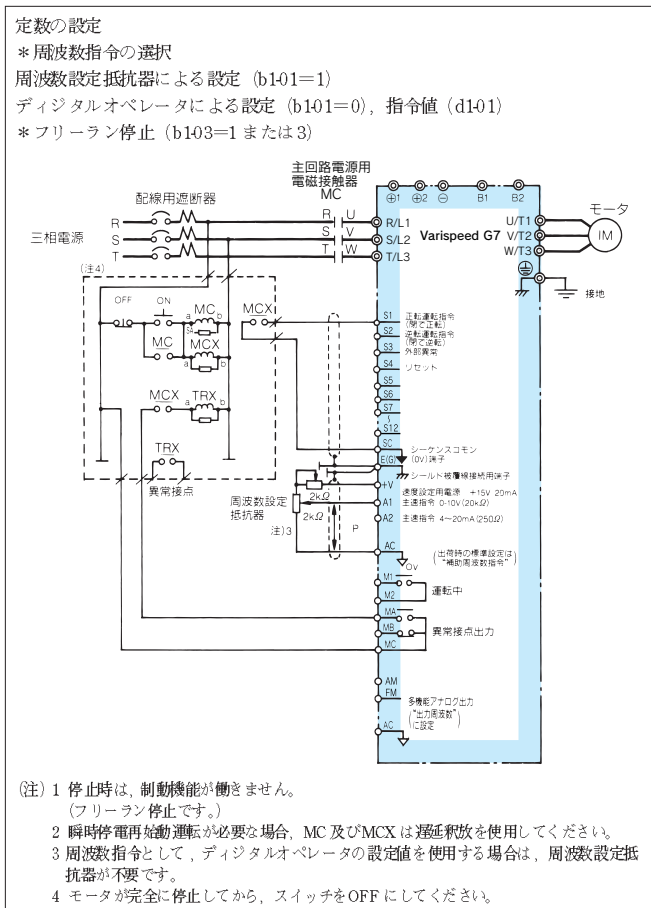 定数の設定
＊周波数指令の選択
周波数設定抵抗器による設定（b1-01＝1）
ディジタルオペレータによる設定（b1-01＝0），指令値（d1-01）
＊フリーラン停止（b1-03＝1 または 3）
主回路電源用
電磁接触器
MC
配線用遮断器
⊕1 ⊕2 ⊖ B1 B2
モータ
三相電源
R R U R/L1 U/T1
S S V S/L2 Varispeed G7 V/T2 IM
T T W T/L3 W/T3
接地
(注4)
OFF ON a MC b MCX
S4
MC a MCX b
MCX a TRX b
TRX
異常接点
S1 正転運転指令
(閉で正転)
S2 逆転運転指令
(閉で逆転)
S3 外部異常
S4 リセット
S5
S6
S7
〜
S12
SC シーケンスコモン
(0V)端子
E(G)
シールド被覆線接続用端子
+V 速度設定用電源 +15V 20mA
2kΩ
周波数設定
抵抗器
2kΩ
注)3
P
A1 主速指令 0-10V(20kΩ)
A2 主速指令 4〜20mA(250Ω)
AC
(出荷時の標準設定は
"補助周波数指令")
0V
M1
M2 運転中
MA
MB 異常接点出力
MC
AM
FM 多機能アナログ出力
("出力周波数"
に設定)
AC
(注) 1 停止時は，制動機能が働きません。
(フリーラン停止です。)
2 瞬時停電再始動運転が必要な場合，MC 及びMCX は遅延釈放を使用してください。
3 周波数指令として，ディジタルオペレータの設定値を使用する場合は，周波数設定抵
抗器が不要です。
4 モータが完全に停止してから，スイッチをOFF にしてください。